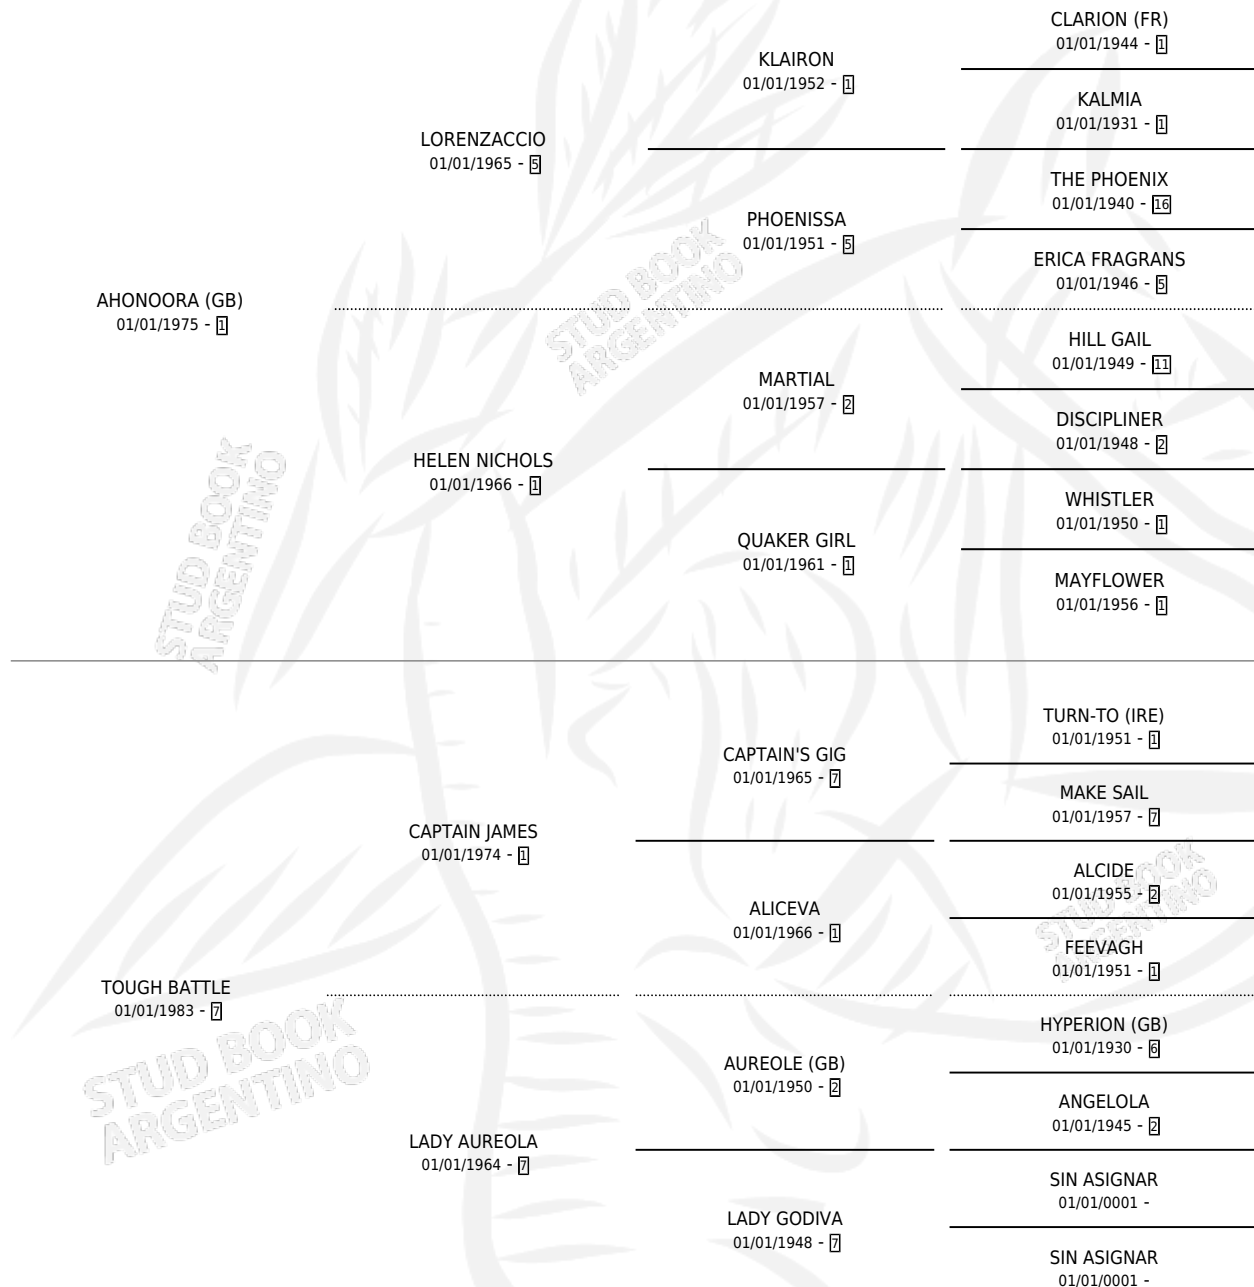 CLARION (FR)
01/01/1944 - 1
KLAIRON
01/01/1952 - 1
KALMIA
01/01/1931 - 1
LORENZACCIO
01/01/1965 - 5
THE PHOENIX
01/01/1940 - 16
PHOENISSA
01/01/1951 - 5
ERICA FRAGRANS
01/01/1946 - 5
AHONOORA (GB)
01/01/1975 - 1
HILL GAIL
01/01/1949 - 11
MARTIAL
01/01/1957 - 2
DISCIPLINER
01/01/1948 - 2
HELEN NICHOLS
01/01/1966 - 1
WHISTLER
01/01/1950 - 1
QUAKER GIRL
01/01/1961 - 1
MAYFLOWER
01/01/1956 - 1
TURN-TO (IRE)
01/01/1951 - 1
CAPTAIN'S GIG
01/01/1965 - 7
MAKE SAIL
01/01/1957 - 7
CAPTAIN JAMES
01/01/1974 - 1
ALCIDE
01/01/1955 - 2
ALICEVA
01/01/1966 - 1
FEEVAGH
01/01/1951 - 1
TOUGH BATTLE
01/01/1983 - 7
HYPERION (GB)
01/01/1930 - 6
AUREOLE (GB)
01/01/1950 - 2
ANGELOLA
01/01/1945 - 2
LADY AUREOLA
01/01/1964 - 7
SIN ASIGNAR
01/01/0001 -
LADY GODIVA
01/01/1948 - 7
SIN ASIGNAR
01/01/0001 -
STUD BOOK
ARGENTINO
STUD BOOK
ARGENTINO
STUD BOOK
ARGENTINO
STUD BOOK
ARGENTINO